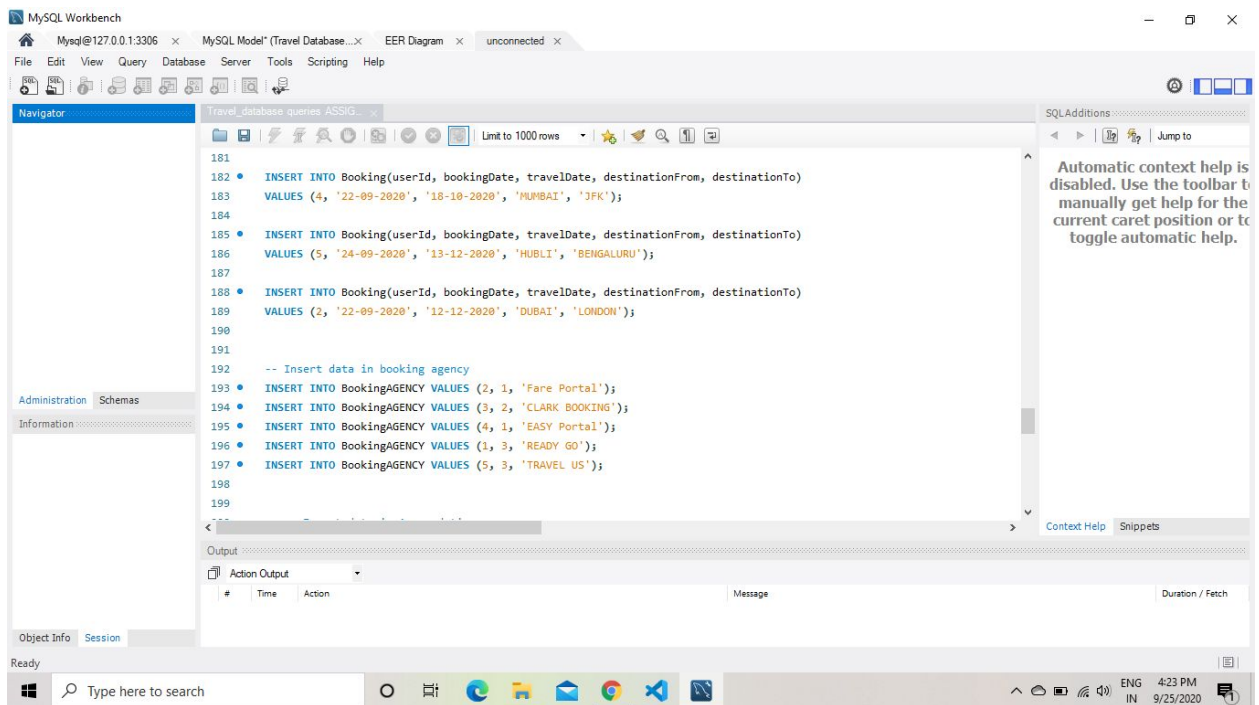 MySQL Workbench
Mysql@127.0.0.1:3306 × MySQL Model* (Travel Database...× EER Diagram × unconnected ×
File Edit View Query Database Server Tools Scripting Help
Navigator
Travel_database queries ASSIG... ×
SQLAdditions
Limit to 1000 rows
Jump to
181
182 INSERT INTO Booking(userId, bookingDate, travelDate, destinationFrom, destinationTo)
183 VALUES (4, '22-09-2020', '18-10-2020', 'MUMBAI', 'JFK');
184
185 INSERT INTO Booking(userId, bookingDate, travelDate, destinationFrom, destinationTo)
186 VALUES (5, '24-09-2020', '13-12-2020', 'HUBLI', 'BENGALURU');
187
188 INSERT INTO Booking(userId, bookingDate, travelDate, destinationFrom, destinationTo)
189 VALUES (2, '22-09-2020', '12-12-2020', 'DUBAI', 'LONDON');
190
191
192 -- Insert data in booking agency
193 INSERT INTO BookingAGENCY VALUES (2, 1, 'Fare Portal');
194 INSERT INTO BookingAGENCY VALUES (3, 2, 'CLARK BOOKING');
195 INSERT INTO BookingAGENCY VALUES (4, 1, 'EASY Portal');
196 INSERT INTO BookingAGENCY VALUES (1, 3, 'READY GO');
197 INSERT INTO BookingAGENCY VALUES (5, 3, 'TRAVEL US');
198
199
Automatic context help is
disabled. Use the toolbar to
manually get help for the
current caret position or to
toggle automatic help.
Administration Schemas
Information
Context Help Snippets
Output
Action Output
# Time Action Message Duration / Fetch
Object Info Session
Ready
Type here to search
ENG 4:23 PM
IN 9/25/2020